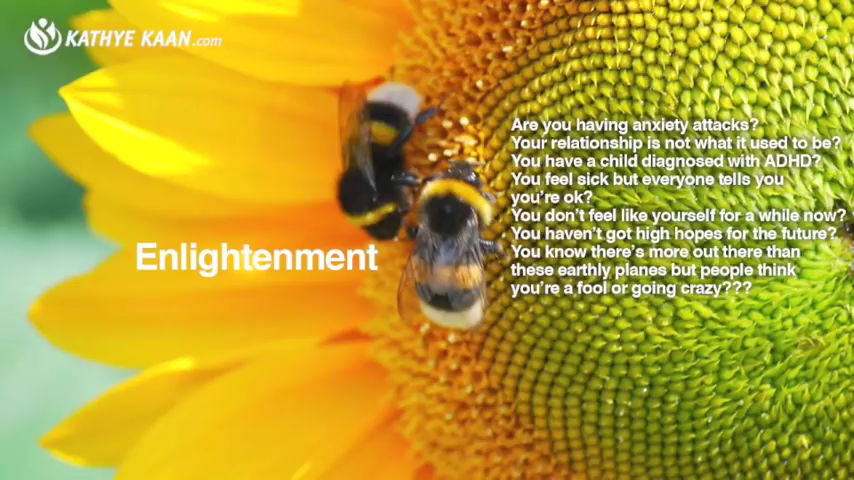 KATHYE KAAN.com
Are you having anxiety attacks?
Your relationship is not what it used to be?
You have a child diagnosed with ADHD?
You feel sick but everyone tells you
you're ok?
You don't feel like yourself for a while now?
You haven't got high hopes for the future?
You know there's more out there than
these earthly planes but people think
you're a fool or going crazy???
Enlightenment